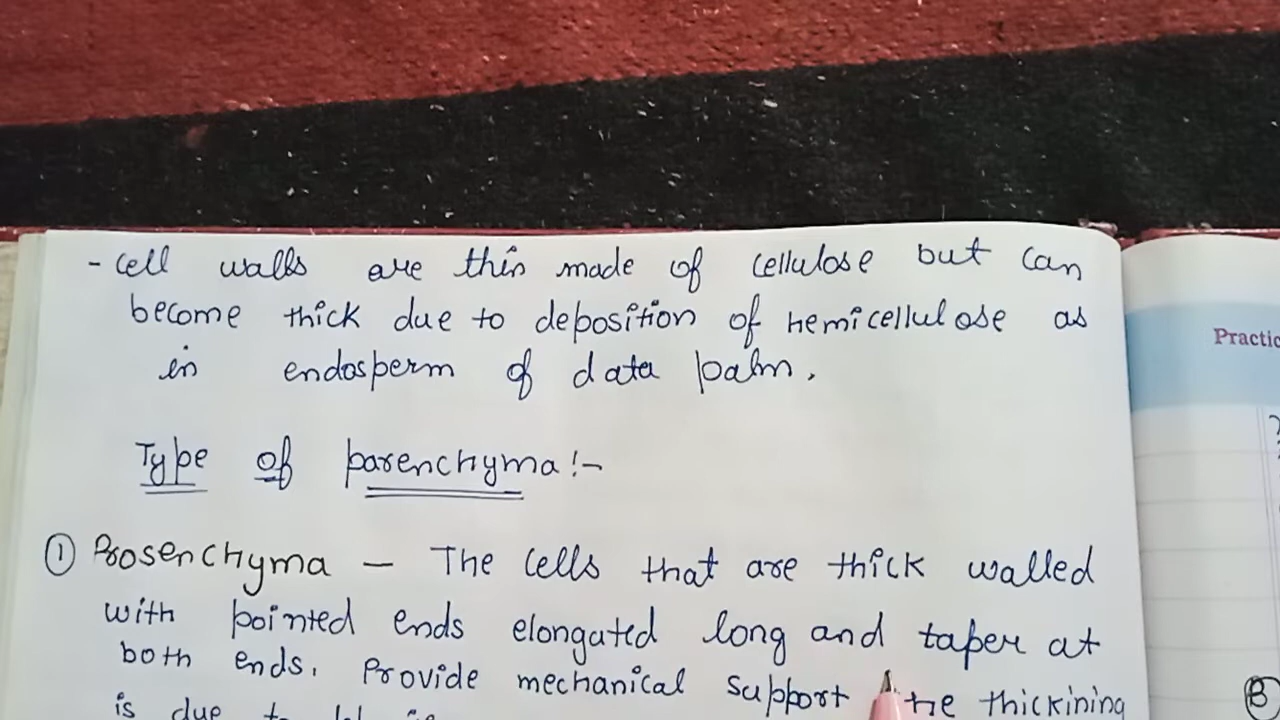 - cell walls are thin made of cellulose but can
become thick due to deposition of hemicellulose as
in endosperm of data palm.
Type of parenchyma !-
① Prosenchyma — The cells that are thick walled
with pointed ends elongated long and taper at
both ends. Provide mechanical support the thickining
is due to
Practic
B